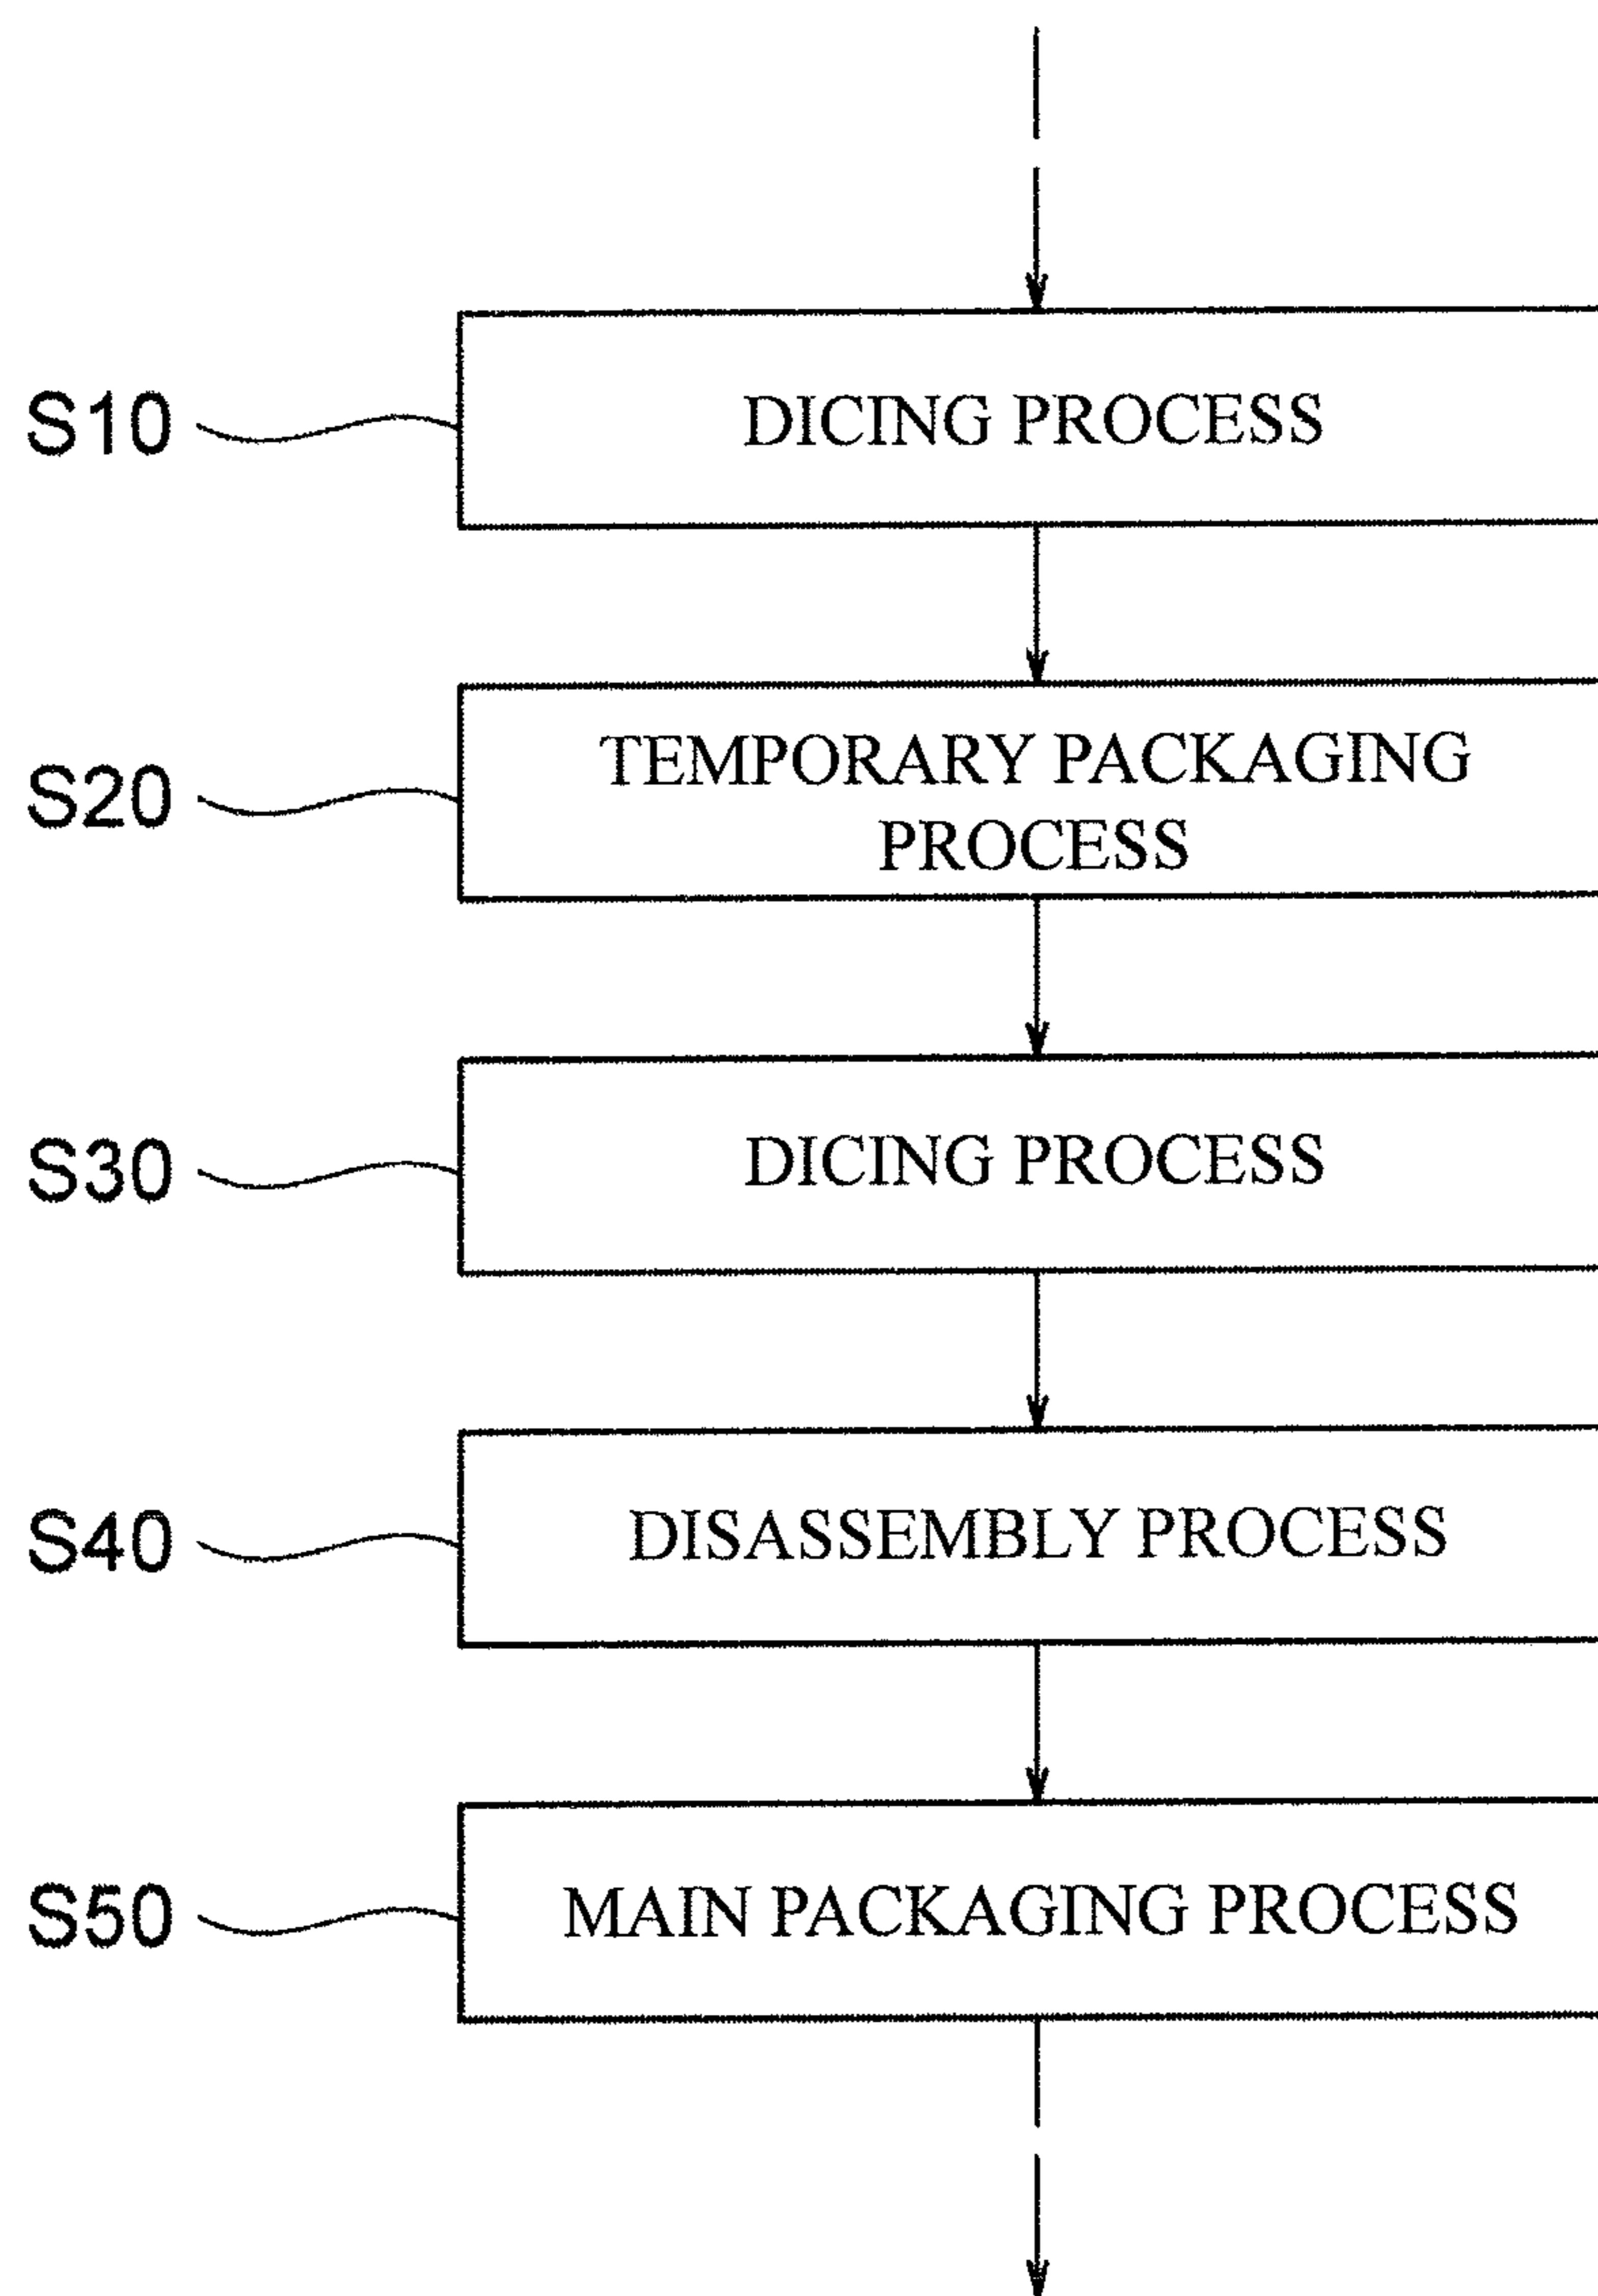 S10
DICING PROCESS
S20
TEMPORARY PACKAGING
PROCESS
S30
DICING PROCESS
S40
DISASSEMBLY PROCESS
S50
MAIN PACKAGING PROCESS